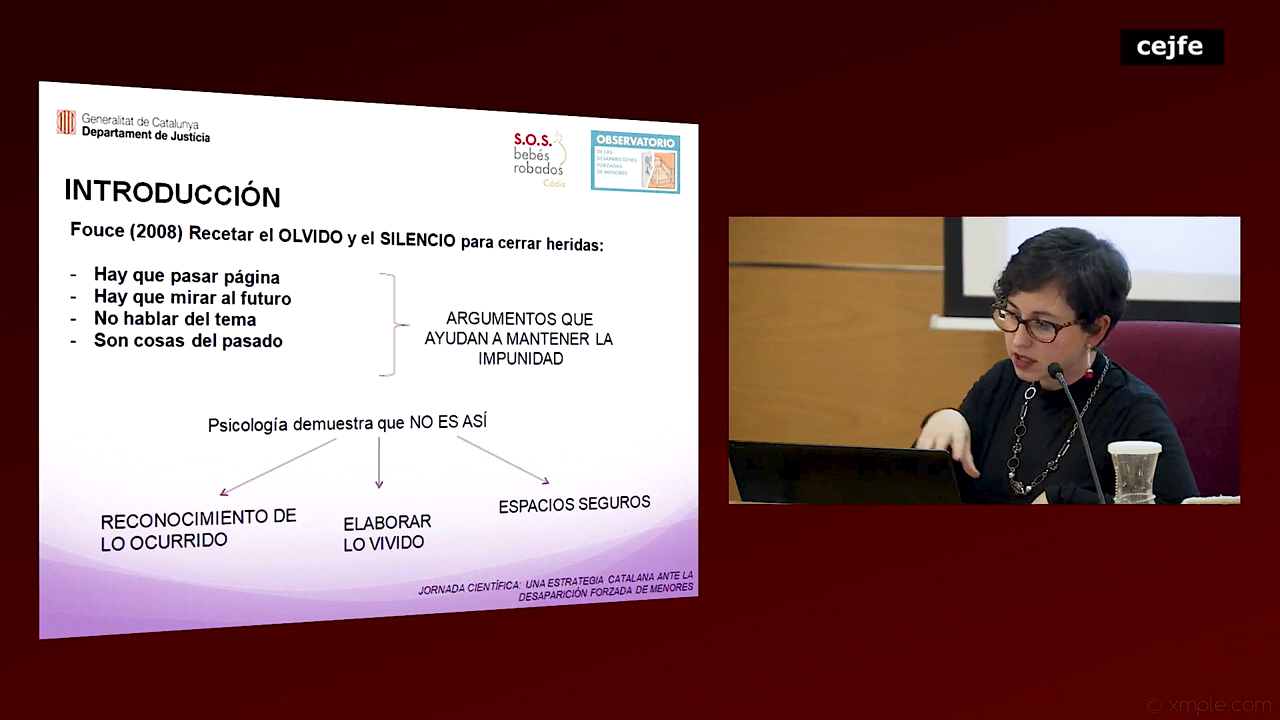 cejfe
Generalitat de Catalunya
Departament de Justícia
S.O.S.
bebés
robados
Cádiz
OBSERVATORIO
DE LAS
DESAPARICIONES
FORZADAS
DE MENORES
INTRODUCCIÓN
Fouce (2008) Recetar el OLVIDO y el SILENCIO para cerrar heridas:
- Hay que pasar página
- Hay que mirar al futuro
- No hablar del tema
- Son cosas del pasado
ARGUMENTOS QUE
AYUDAN A MANTENER LA
IMPUNIDAD
Psicología demuestra que NO ES ASÍ
RECONOCIMIENTO DE
LO OCURRIDO
ELABORAR
LO VIVIDO
ESPACIOS SEGUROS
JORNADA CIENTÍFICA: UNA ESTRATEGIA CATALANA ANTE LA
DESAPARICIÓN FORZADA DE MENORES
© xmple.com